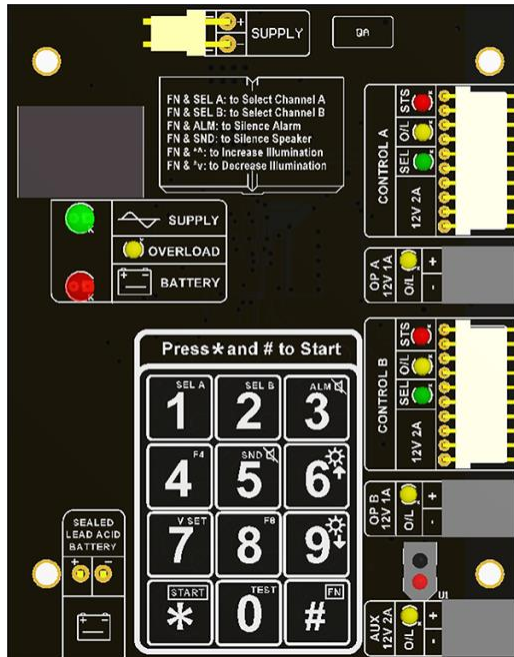 +
-
SUPPLY
QA
FN & SEL A: to Select Channel A
FN & SEL B: to Select Channel B
FN & ALM: to Silence Alarm
FN & SND: to Silence Speaker
FN & *^: to Increase Illumination
FN & *v: to Decrease Illumination
CONTROL A
STS
O/L
SEL
12V 2A
SUPPLY
OVERLOAD
BATTERY
OP A
12V 1A
O/L
+
-
CONTROL B
STS
O/L
SEL
12V 2A
Press * and # to Start
SEL A
1
SEL B
2
ALM
3
F4
4
SND
5
6
V SET
7
F8
8
9
START
*
TEST
0
FN
#
OP B
12V 1A
O/L
+
-
SEALED
LEAD ACID
BATTERY
+ -
U1
AUX
12V 2A
O/L
+
-